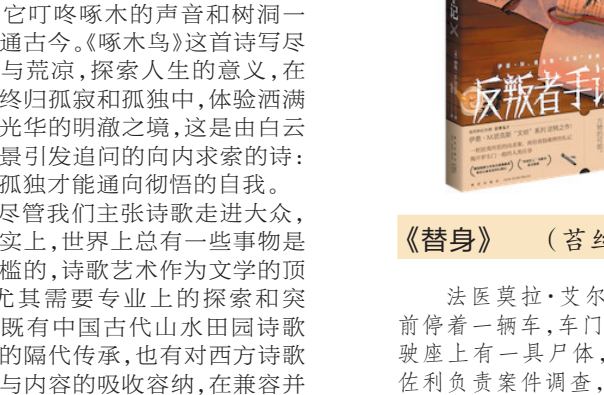 它叮咚啄木的声音和树洞一
通古今。《啄木鸟》这首诗写尽
与荒凉,探索人生的意义,在
终归孤寂和孤独中,体验洒满
光华的明澈之境,这是由白云
景引发追问的向内求索的诗:
孤独才能通向彻悟的自我。
尽管我们主张诗歌走进大众,
实上,世界上总有一些事物是
槛的,诗歌艺术作为文学的顶
尤其需要专业上的探索和突
既有中国古代山水田园诗歌
的隔代传承,也有对西方诗歌
与内容的吸收容纳,在兼容并
记
反叛者手记
《替身》 (苔丝
法医莫拉·艾尔
前停着一辆车,车门
驶座上有一具尸体,
佐利负责案件调查,